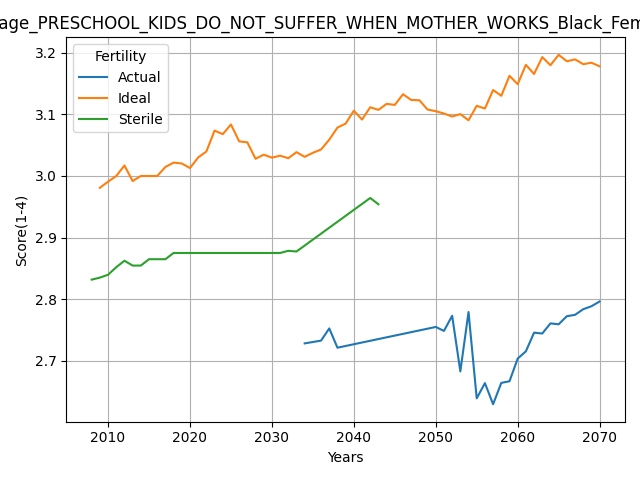 age_PRESCHOOL_KIDS_DO_NOT_SUFFER_WHEN_MOTHER_WORKS_Black_Fem
Fertility
Actual
Ideal
Sterile
Score(1-4)
3.2
3.1
3.0
2.9
2.8
2.7
2010 2020 2030 2040 2050 2060 2070
Years